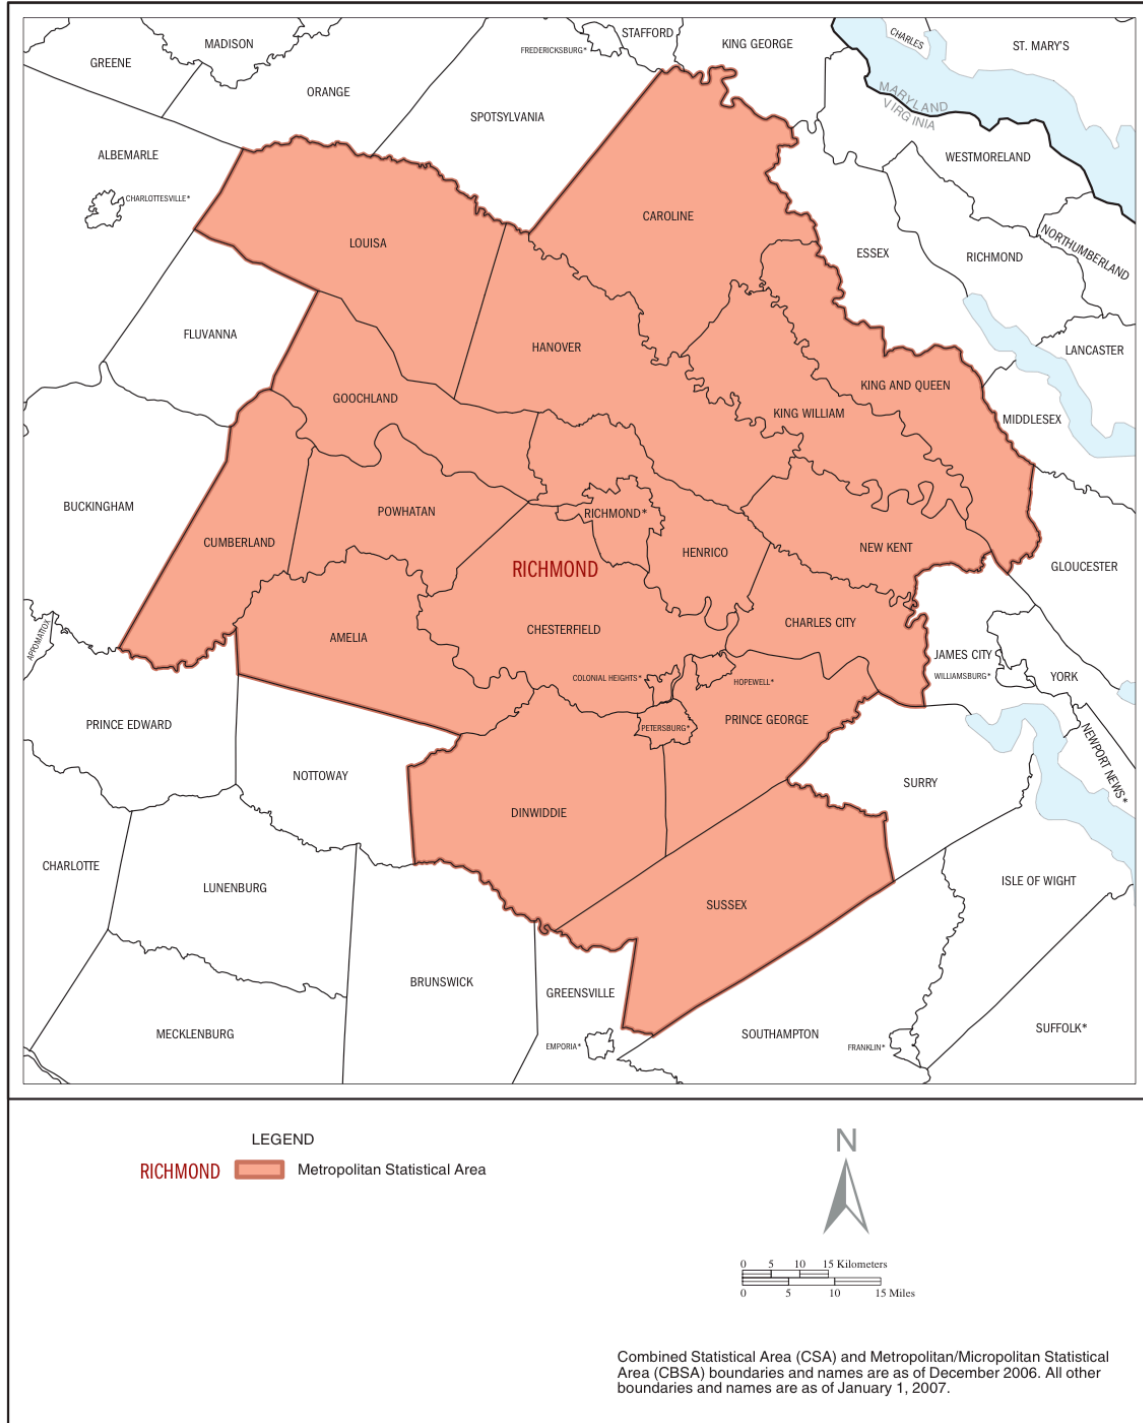 MADISON
STAFFORD
FREDERICKSBURG*
KING GEORGE
CHARLES
ST. MARY'S
GREENE
ORANGE
SPOTSYLVANIA
MARYLAND
VIRGINIA
ALBEMARLE
WESTMORELAND
CHARLOTTESVILLE*
CAROLINE
LOUISA
ESSEX
RICHMOND
NORTHUMBERLAND
FLUVANNA
HANOVER
LANCASTER
GOOCHLAND
KING AND QUEEN
KING WILLIAM
MIDDLESEX
BUCKINGHAM
POWHATAN
RICHMOND*
CUMBERLAND
HENRICO
NEW KENT
RICHMOND
GLOUCESTER
APPOMATTOX
AMELIA
CHESTERFIELD
CHARLES CITY
JAMES CITY
WILLIAMSBURG*
YORK
COLONIAL HEIGHTS*
HOPEWELL*
PRINCE EDWARD
PETERSBURG*
PRINCE GEORGE
NEWPORT NEWS*
NOTTOWAY
SURRY
DINWIDDIE
CHARLOTTE
LUNENBURG
ISLE OF WIGHT
SUSSEX
BRUNSWICK
GREENSVILLE
MECKLENBURG
EMPORIA*
SOUTHAMPTON
FRANKLIN*
SUFFOLK*
LEGEND
RICHMOND Metropolitan Statistical Area
N
0 5 10 15 Kilometers
0 5 10 15 Miles
Combined Statistical Area (CSA) and Metropolitan/Micropolitan Statistical
Area (CBSA) boundaries and names are as of December 2006. All other
boundaries and names are as of January 1, 2007.